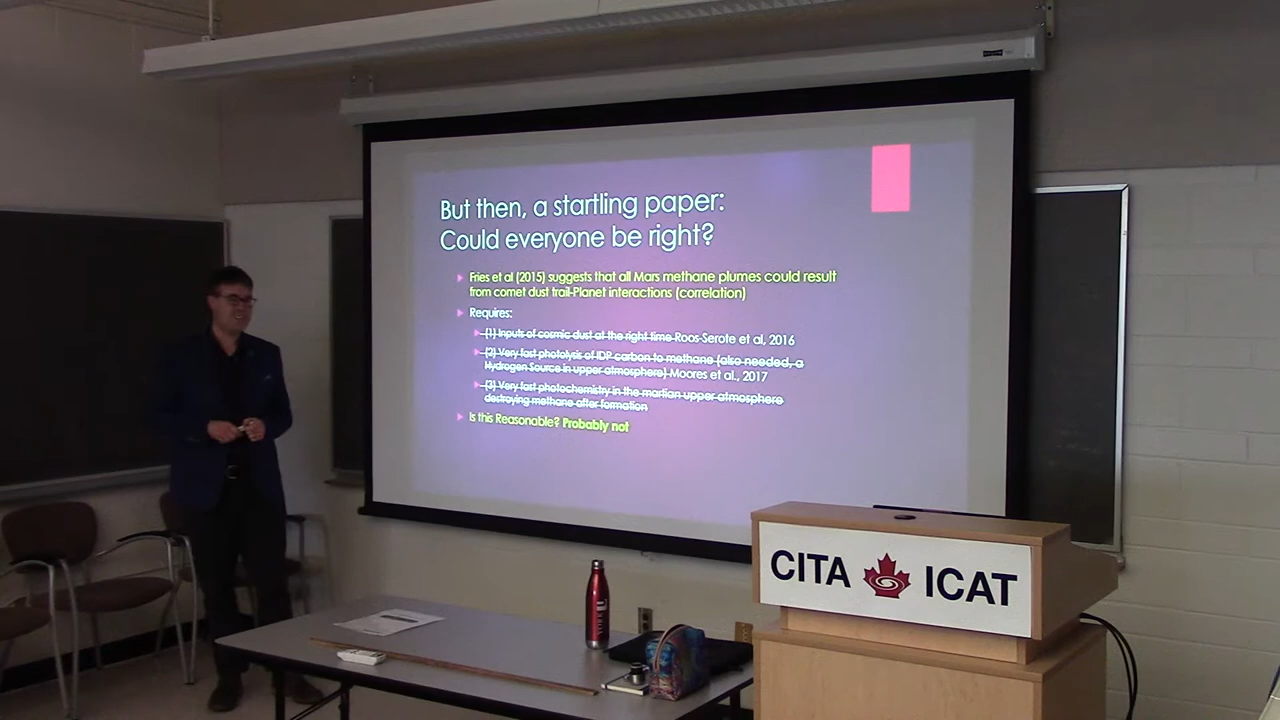 But then, a startling paper:
Could everyone be right?
Fries et al (2015) suggests that all Mars methane plumes could result
from comet dust trail-Planet interactions (correlation)
Requires:
(1) Inputs of cosmic dust at the right time Roos-Serote et al, 2016
(2) Very fast photolysis of IDP carbon to methane (also needed, a
Hydrogen Source in upper atmosphere) Moores et al., 2017
(3) Very fast photochemistry in the martian upper atmosphere
destroying methane after formation
Is this Reasonable? Probably not
CITA ICAT